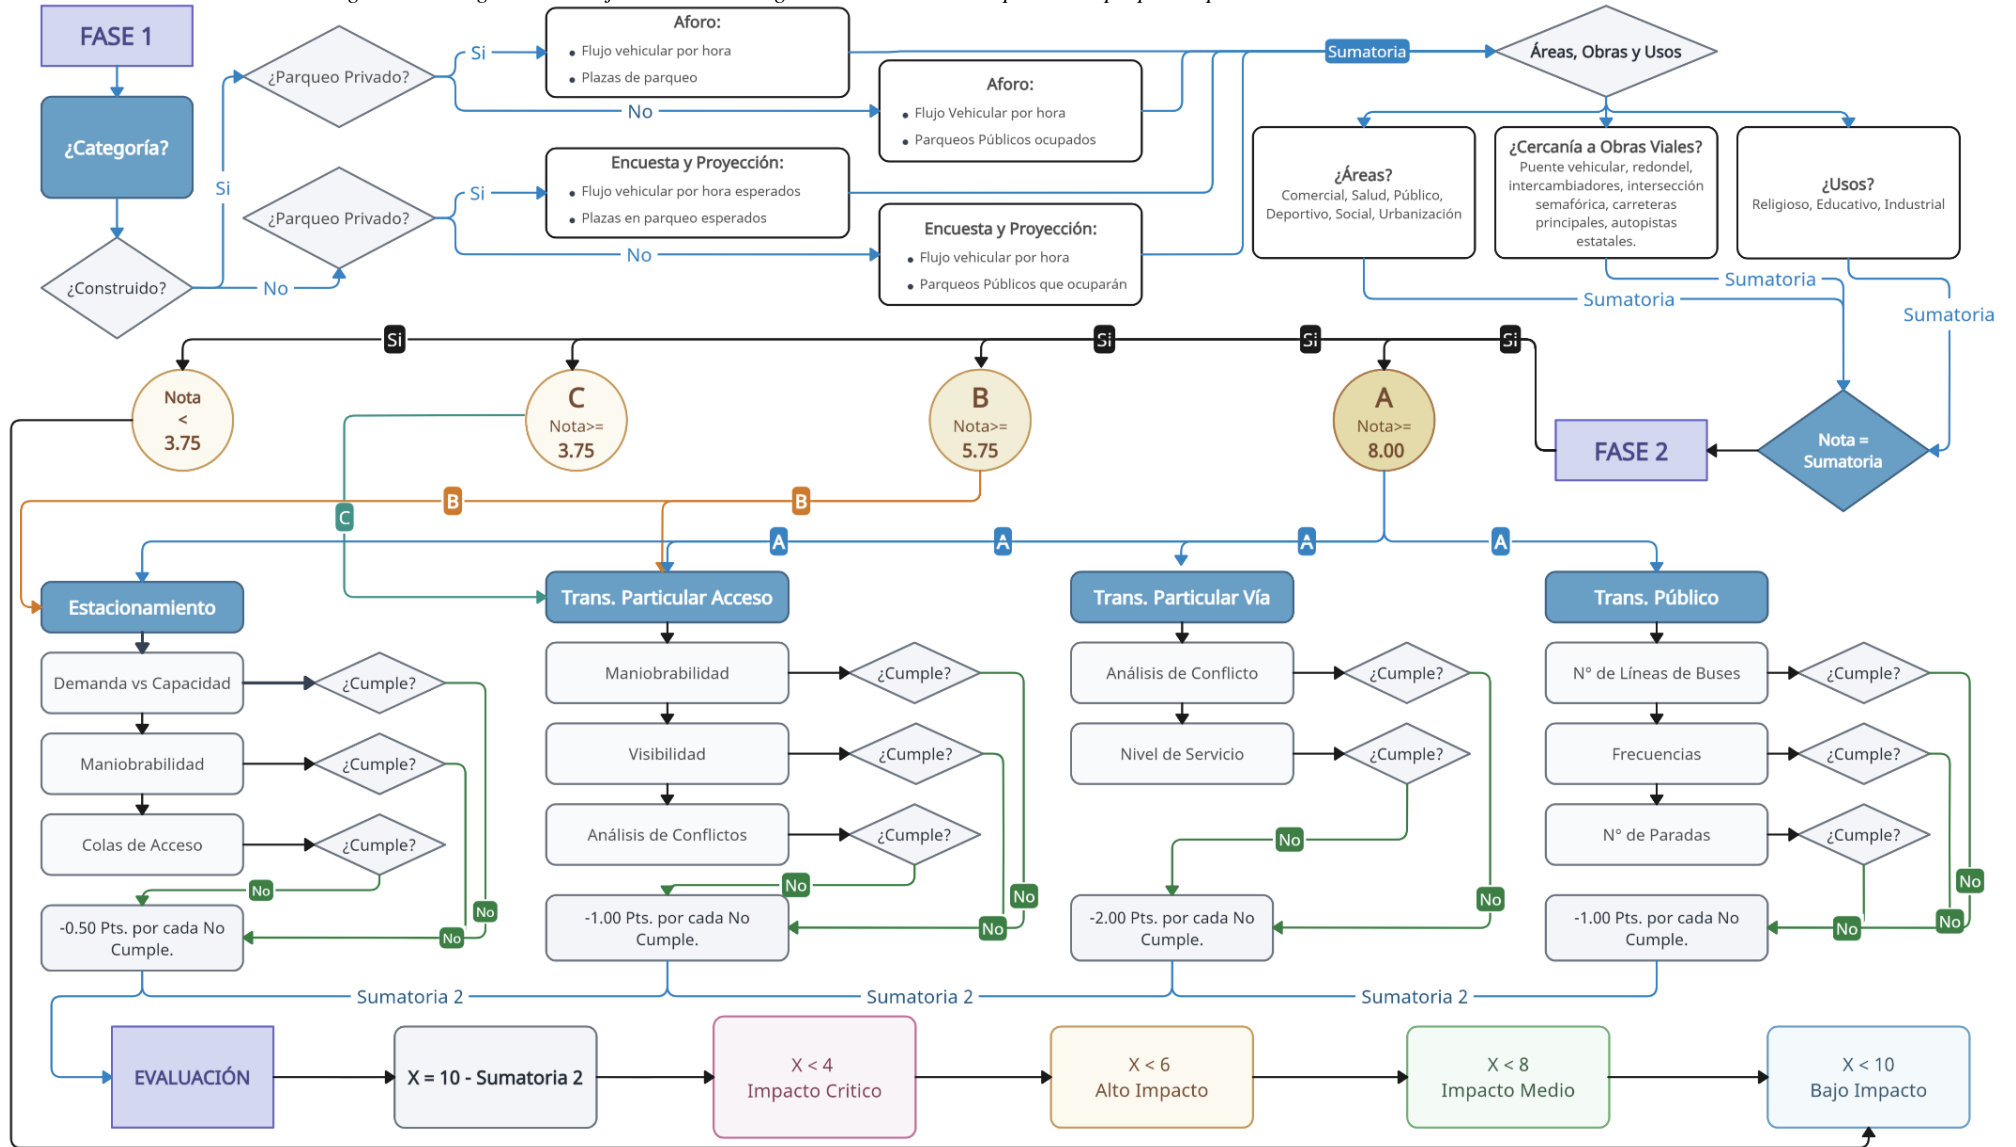 FASE 1
¿Categoría?
¿Construido?
Si
No
¿Parqueo Privado?
Si
No
Aforo:
• Flujo vehicular por hora
• Plazas de parqueo
Aforo:
• Flujo Vehicular por hora
• Parqueos Públicos ocupados
¿Parqueo Privado?
Si
No
Encuesta y Proyección:
• Flujo vehicular por hora esperados
• Plazas en parqueo esperados
Encuesta y Proyección:
• Flujo vehicular por hora
• Parqueos Públicos que ocuparán
Sumatoria
Áreas, Obras y Usos
¿Áreas?
Comercial, Salud, Público,
Deportivo, Social, Urbanización
¿Cercanía a Obras Viales?
Puente vehicular, redondel,
intercambiadores, intersección
semafórica, carreteras
principales, autopistas
estatales.
¿Usos?
Religioso, Educativo, Industrial
Sumatoria
Sumatoria
Sumatoria
Nota =
Sumatoria
FASE 2
Si
Si
Si
Si
Nota
<
3.75
C
Nota>=
3.75
B
Nota>=
5.75
A
Nota>=
8.00
B
B
C
A
A
A
A
Estacionamiento
Demanda vs Capacidad
¿Cumple?
Maniobrabilidad
¿Cumple?
Colas de Acceso
¿Cumple?
No
No
No
-0.50 Pts. por cada No
Cumple.
Trans. Particular Acceso
Maniobrabilidad
¿Cumple?
Visibilidad
¿Cumple?
Análisis de Conflictos
¿Cumple?
No
No
No
-1.00 Pts. por cada No
Cumple.
Trans. Particular Vía
Análisis de Conflicto
¿Cumple?
Nivel de Servicio
¿Cumple?
No
No
-2.00 Pts. por cada No
Cumple.
Trans. Público
N° de Líneas de Buses
¿Cumple?
Frecuencias
¿Cumple?
N° de Paradas
¿Cumple?
No
No
No
-1.00 Pts. por cada No
Cumple.
Sumatoria 2
Sumatoria 2
Sumatoria 2
EVALUACIÓN
X = 10 - Sumatoria 2
X < 4
Impacto Critico
X < 6
Alto Impacto
X < 8
Impacto Medio
X < 10
Bajo Impacto